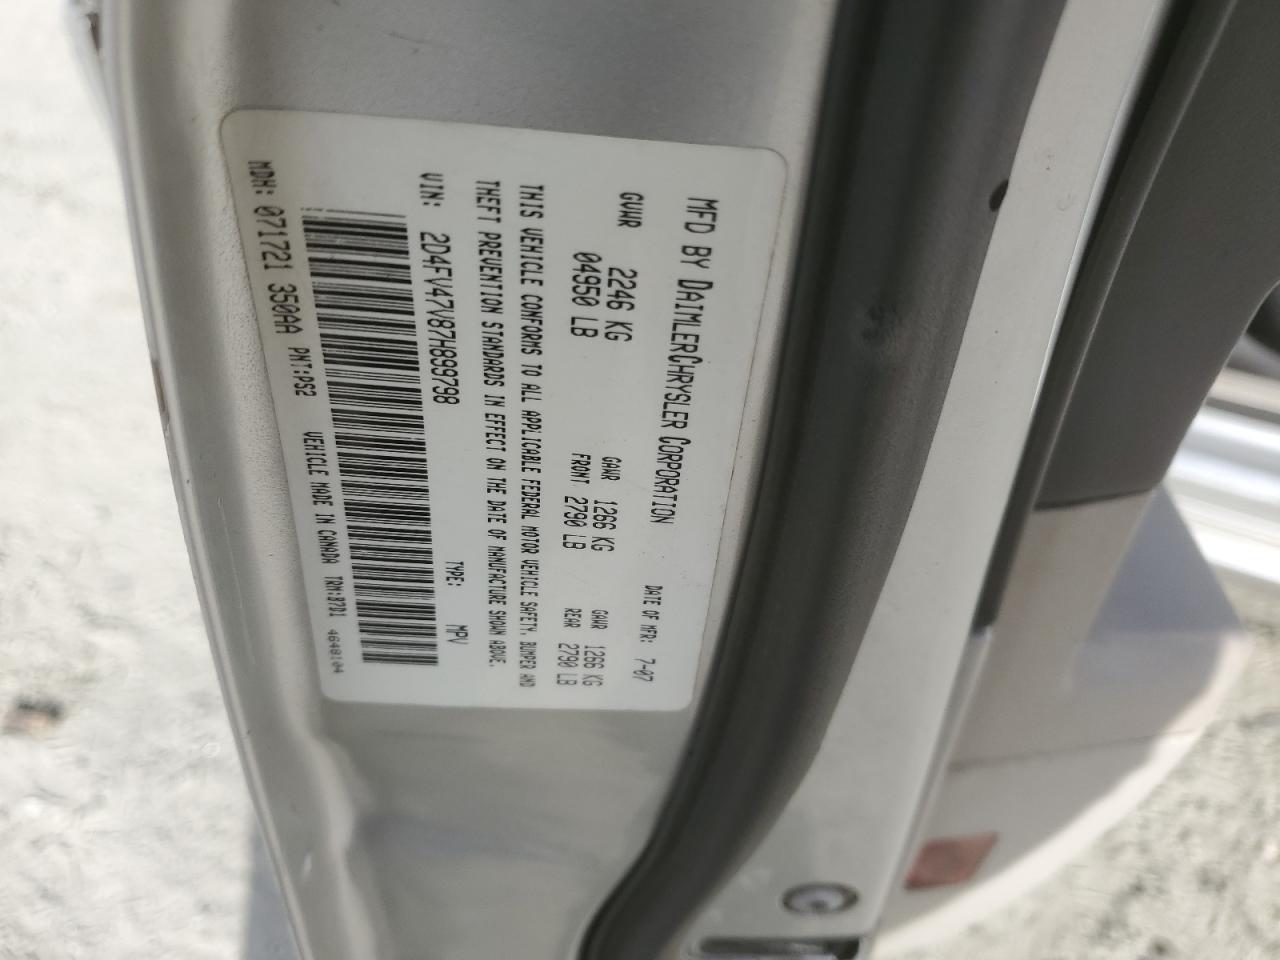 MFD BY DAIMLERCHRYSLER CORPORATION DATE OF MFR: 7-07
GVWR 2246 KG 04950 LB GAWR FRONT 1266 KG 2790 LB GAWR REAR 1266 KG 2790 LB
THIS VEHICLE CONFORMS TO ALL APPLICABLE FEDERAL MOTOR VEHICLE SAFETY, BUMPER AND
THEFT PREVENTION STANDARDS IN EFFECT ON THE DATE OF MANUFACTURE SHOWN ABOVE.
VIN: 2D4FV47V87H899798 TYPE: MPV
MDH: 071721 350AA PNT:PS2 VEHICLE MADE IN CANADA TRM:B7D1 4648104